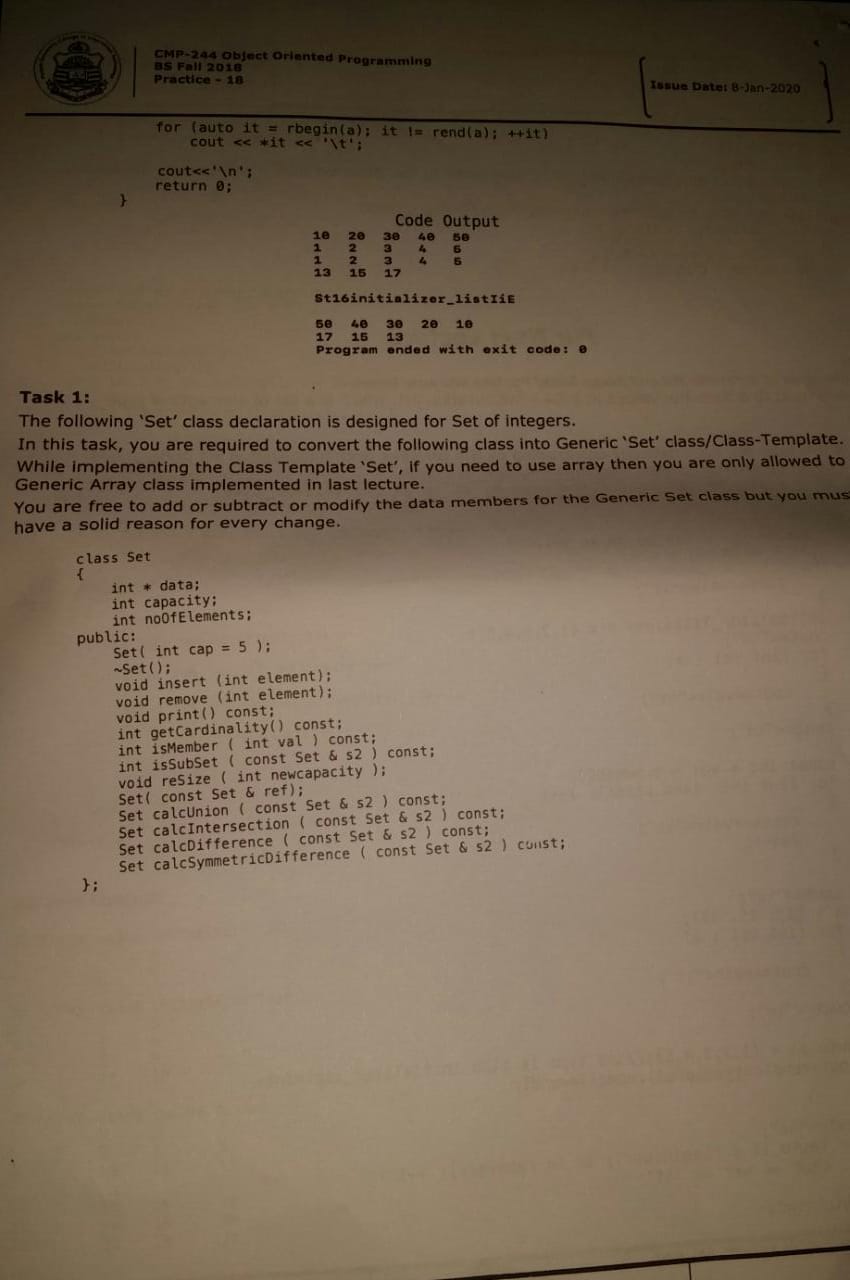 CMP-244 Object Oriented Programming
BS Fall 2018
Practice - 18
Issue Date: 8-Jan-2020
for (auto it = rbegin(a); it != rend(a); ++it)
cout << *it << '\t';
cout<<'\n';
return 0;
}
Code Output
10 20 30 40 50
1 2 3 4 5
1 2 3 4 5
13 15 17
St16initializer_listIiE
50 40 30 20 10
17 15 13
Program ended with exit code: 0
Task 1:
The following 'Set' class declaration is designed for Set of integers.
In this task, you are required to convert the following class into Generic 'Set' class/Class-Template.
While implementing the Class Template 'Set', if you need to use array then you are only allowed to
Generic Array class implemented in last lecture.
You are free to add or subtract or modify the data members for the Generic Set class but you mus
have a solid reason for every change.
class Set
{
int * data;
int capacity;
int noOfElements;
public:
Set( int cap = 5 );
~Set();
void insert (int element);
void remove (int element);
void print() const;
int getCardinality() const;
int isMember ( int val ) const;
int isSubSet ( const Set & s2 ) const;
void reSize ( int newcapacity );
Set( const Set & ref);
Set calcUnion ( const Set & s2 ) const;
Set calcIntersection ( const Set & s2 ) const;
Set calcDifference ( const Set & s2 ) const;
Set calcSymmetricDifference ( const Set & s2 ) const;
};